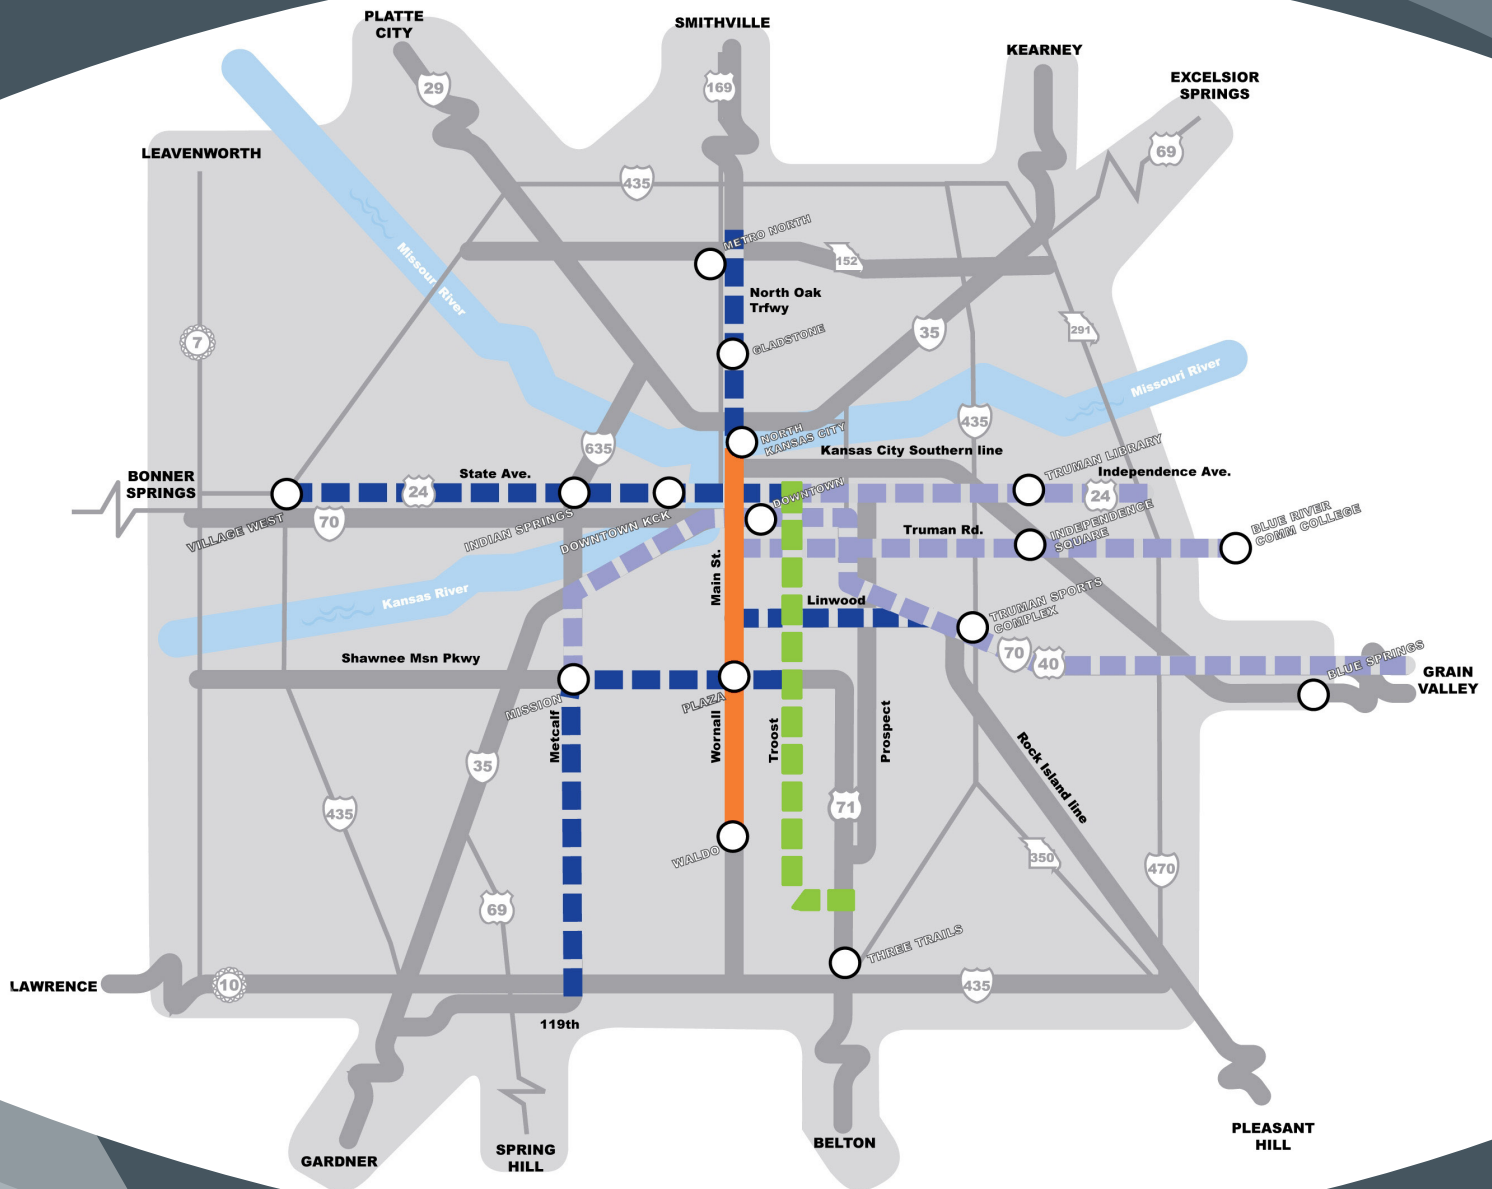 PLATTE
CITY
SMITHVILLE
KEARNEY
EXCELSIOR
SPRINGS
29
169
69
LEAVENWORTH
435
METRO NORTH
Missouri River
152
North Oak
Trfwy
7
GLADSTONE
35
291
Missouri River
635
NORTH
KANSAS CITY
435
Kansas City Southern line
TRUMAN LIBRARY
BONNER
SPRINGS
State Ave.
24
Independence Ave.
24
DOWNTOWN
VILLAGE WEST
70
INDIAN SPRINGS
DOWNTOWN KCK
Truman Rd.
INDEPENDENCE
SQUARE
BLUE RIVER
COMM COLLEGE
Main St.
Kansas River
Linwood
TRUMAN SPORTS
COMPLEX
Shawnee Msn Pkwy
70
40
BLUE SPRINGS
GRAIN
VALLEY
MISSION
PLAZA
Metcalf
Wornall
Troost
Prospect
Rock Island line
35
435
71
WALDO
350
470
69
THREE TRAILS
LAWRENCE
10
435
119th
GARDNER
SPRING
HILL
BELTON
PLEASANT
HILL